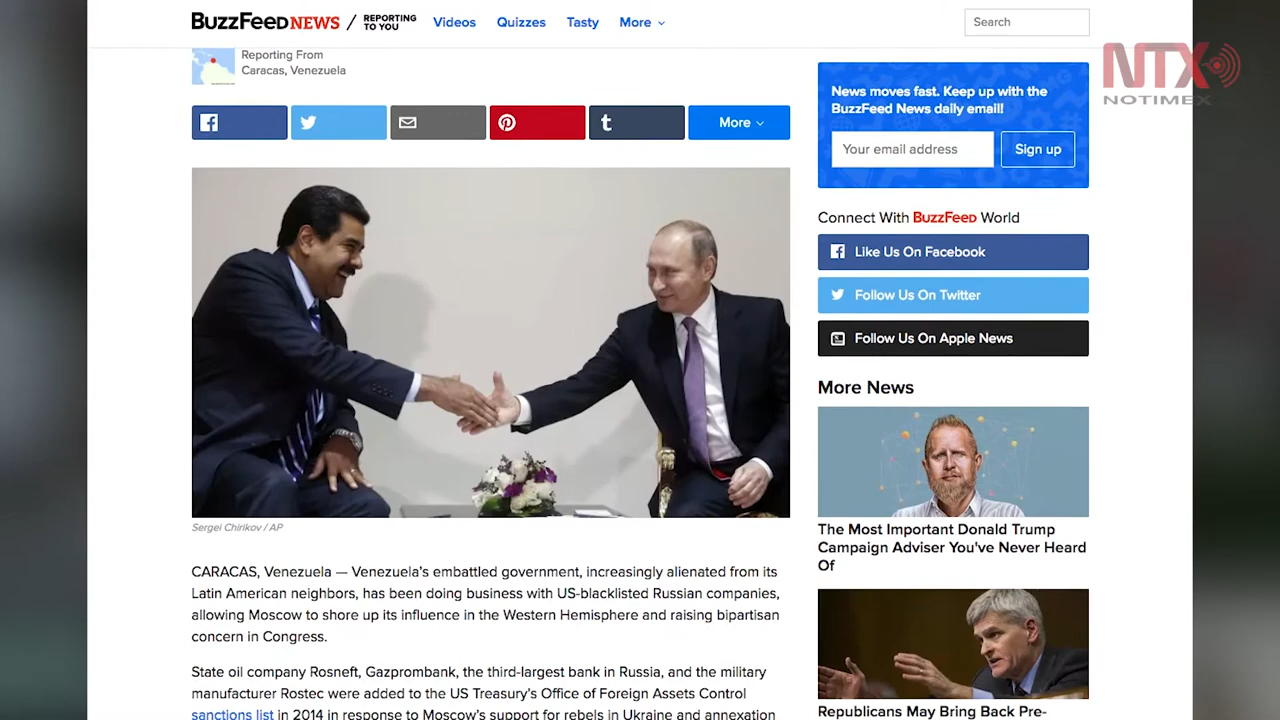 BuzzFeedNEWS / REPORTING TO YOU
Videos
Quizzes
Tasty
More
Search
Reporting From
Caracas, Venezuela
More
Sergei Chirikov / AP
CARACAS, Venezuela — Venezuela's embattled government, increasingly alienated from its
Latin American neighbors, has been doing business with US-blacklisted Russian companies,
allowing Moscow to shore up its influence in the Western Hemisphere and raising bipartisan
concern in Congress.
State oil company Rosneft, Gazprombank, the third-largest bank in Russia, and the military
manufacturer Rostec were added to the US Treasury's Office of Foreign Assets Control
sanctions list in 2014 in response to Moscow's support for rebels in Ukraine and annexation
NTX
NOTIMEX
News moves fast. Keep up with the
BuzzFeed News daily email!
Your email address
Sign up
Connect With BuzzFeed World
Like Us On Facebook
Follow Us On Twitter
Follow Us On Apple News
More News
The Most Important Donald Trump
Campaign Adviser You've Never Heard
Of
Republicans May Bring Back Pre-